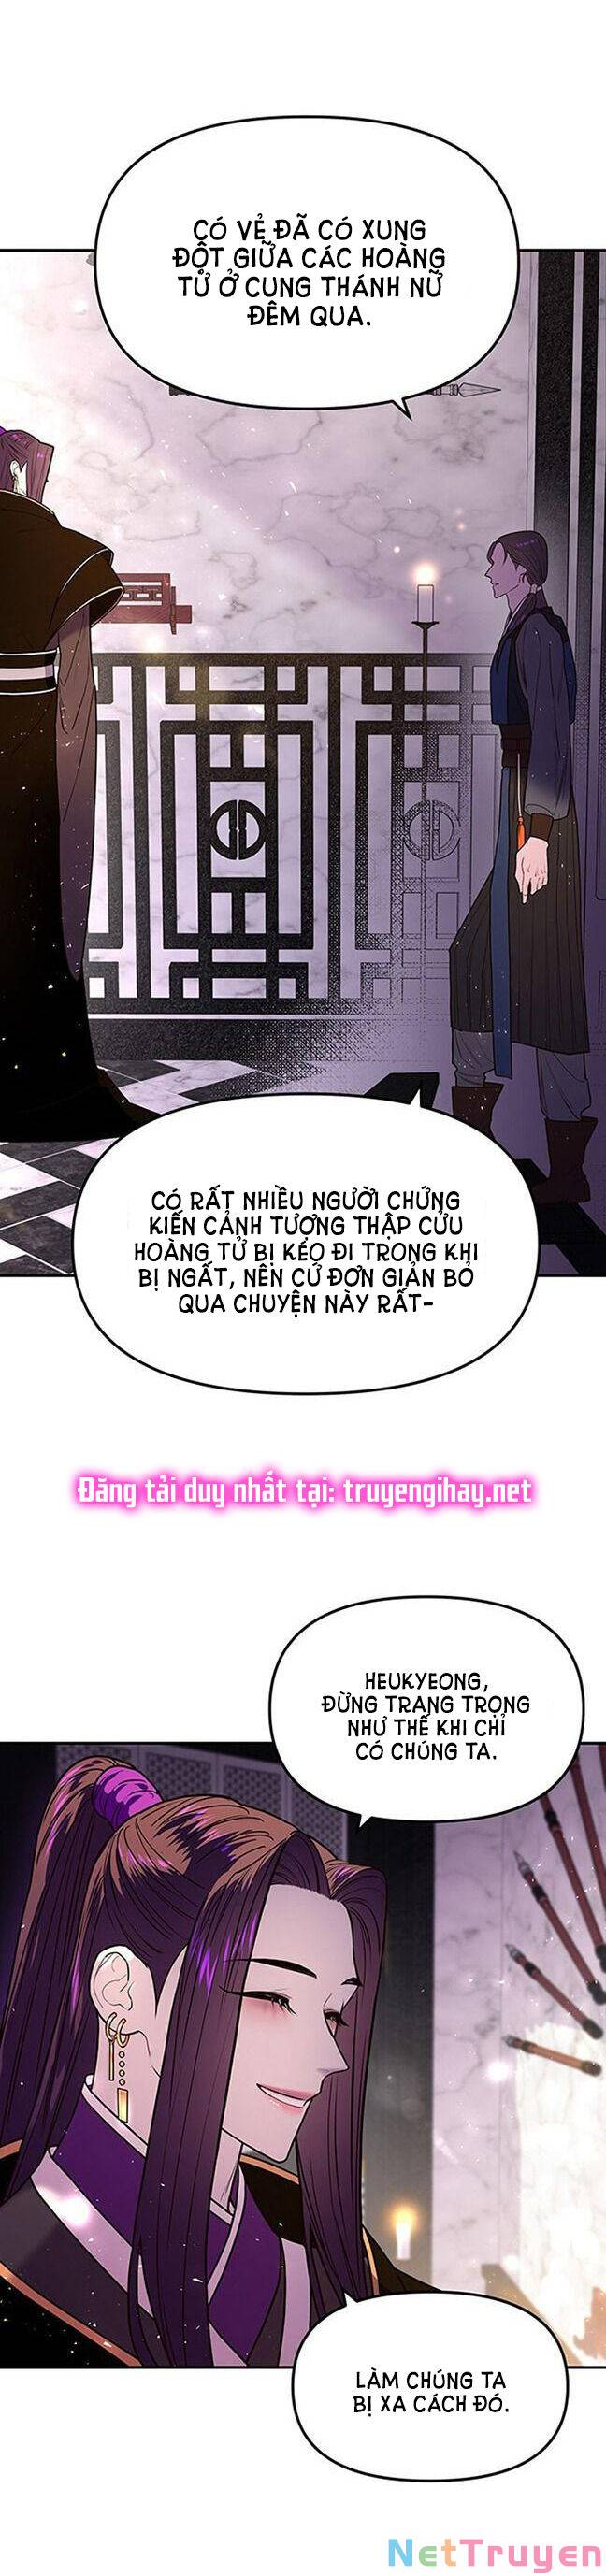 CÓ VẺ ĐÃ CÓ XUNG
ĐỘT GIỮA CÁC HOÀNG
TỬ Ở CUNG THÁNH NỮ
ĐÊM QUA.
CÓ RẤT NHIỀU NGƯỜI CHỨNG
KIẾN CẢNH TƯƠNG THẬP CỬU
HOÀNG TỬ BỊ KÉO ĐI TRONG KHI
BỊ NGẤT, NÊN CỨ ĐƠN GIẢN BỎ
QUA CHUYỆN NÀY RẤT-
Đăng tải duy nhất tại: truyengihay.net
HEUKYEONG,
ĐỪNG TRANG TRỌNG
NHƯ THẾ KHI CHỈ
CÓ CHÚNG TA.
LÀM CHÚNG TA
BỊ XA CÁCH ĐÓ.
NetTruyen